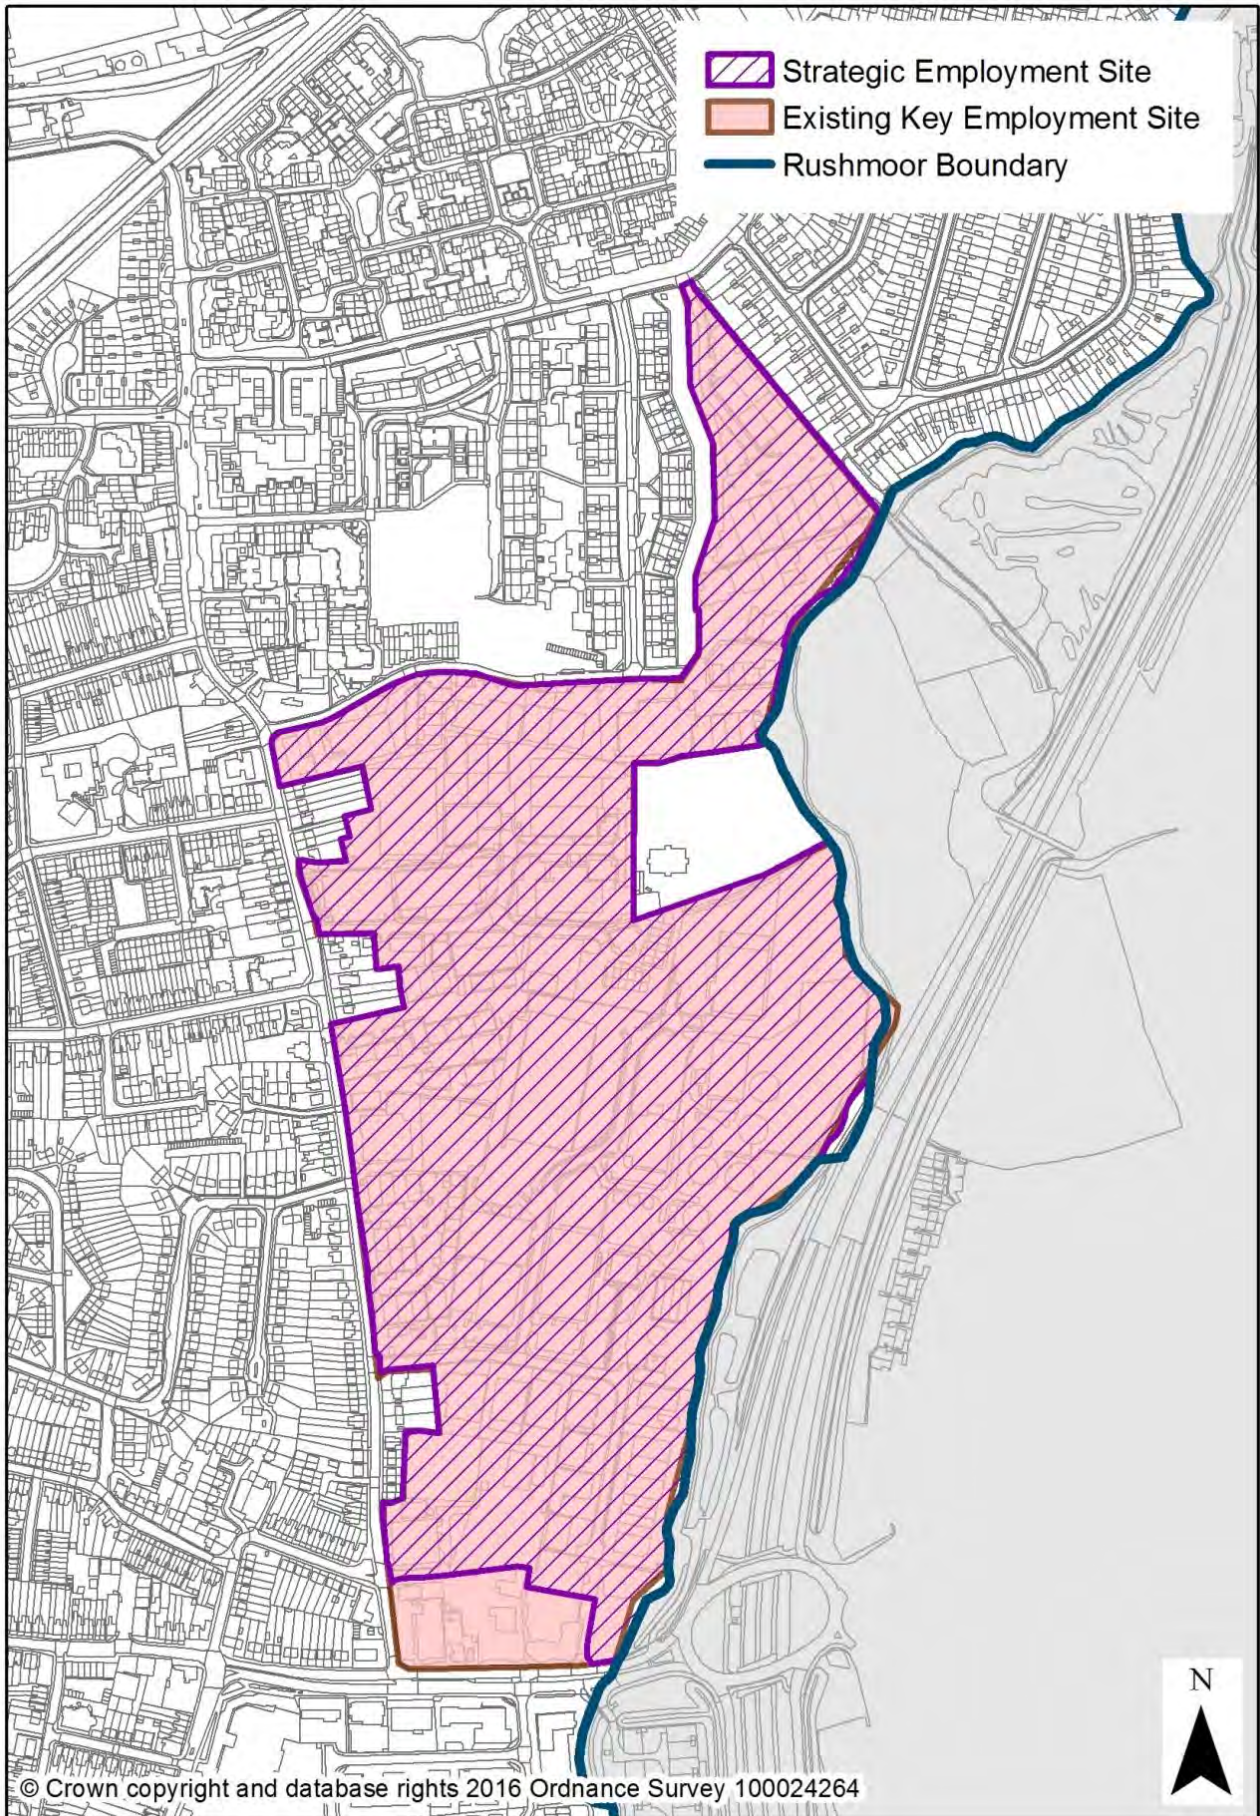 Strategic Employment Site
Existing Key Employment Site
Rushmoor Boundary
N
© Crown copyright and database rights 2016 Ordnance Survey 100024264